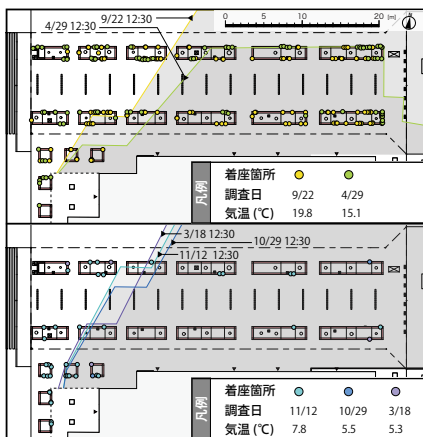 9/22 12:30
4/29 12:30
0 5 10 20 [m]
凡例
着座箇所
調査日 9/22 4/29
気温 (℃) 19.8 15.1
3/18 12:30
10/29 12:30
11/12 12:30
凡例
着座箇所
調査日 11/12 10/29 3/18
気温 (℃) 7.8 5.5 5.3